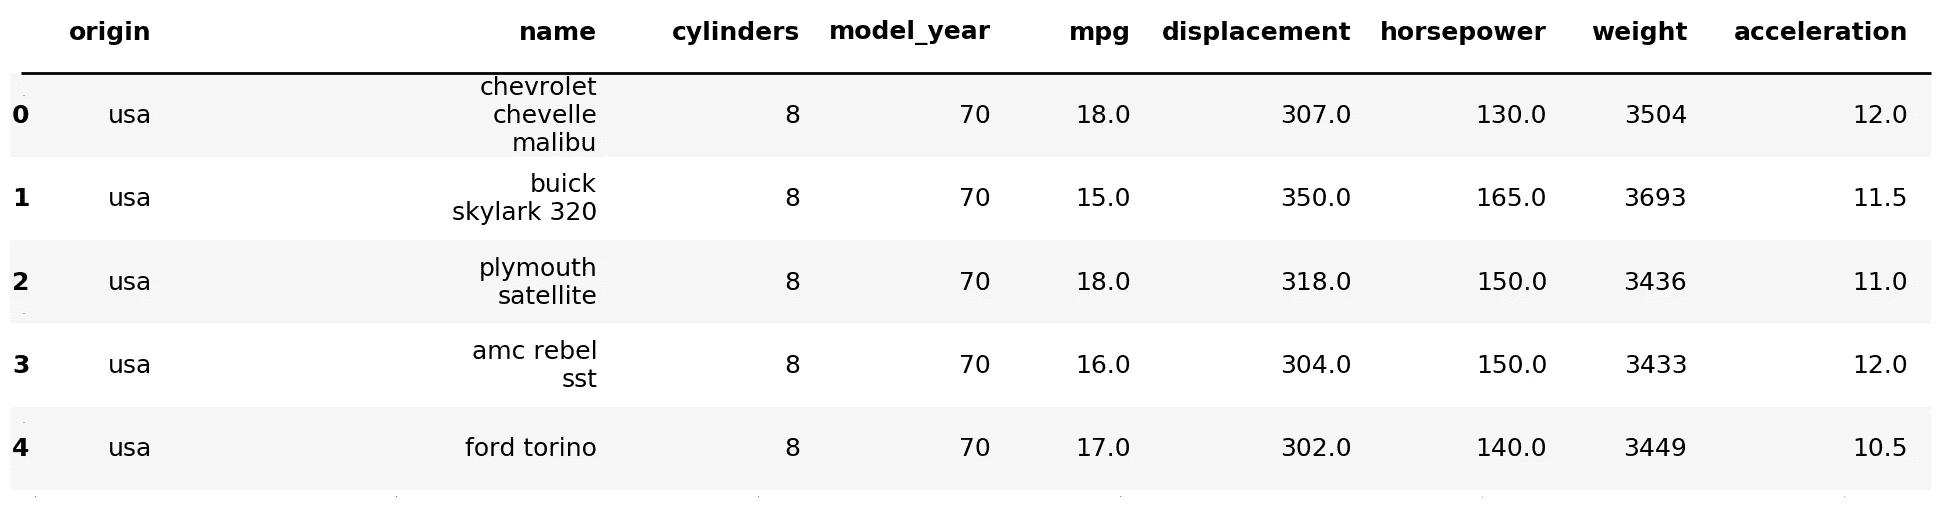 origin name cylinders model_year mpg displacement horsepower weight acceleration
chevrolet
0 usa chevelle 8 70 18.0 307.0 130.0 3504 12.0
malibu
buick
1 usa 8 70 15.0 350.0 165.0 3693 11.5
skylark 320
plymouth
2 usa 8 70 18.0 318.0 150.0 3436 11.0
satellite
amc rebel
3 usa 8 70 16.0 304.0 150.0 3433 12.0
sst
4 usa ford torino 8 70 17.0 302.0 140.0 3449 10.5